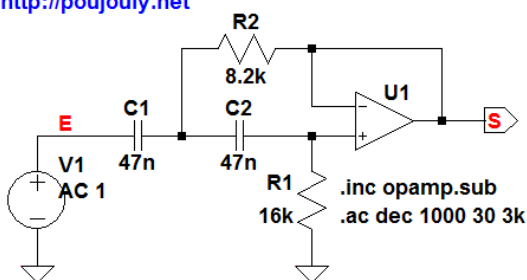 http://poujouly.net
R2
8.2k
U1
E
C1
C2
S
47n
47n
V1
AC 1
R1
16k
.inc opamp.sub
.ac dec 1000 30 3k